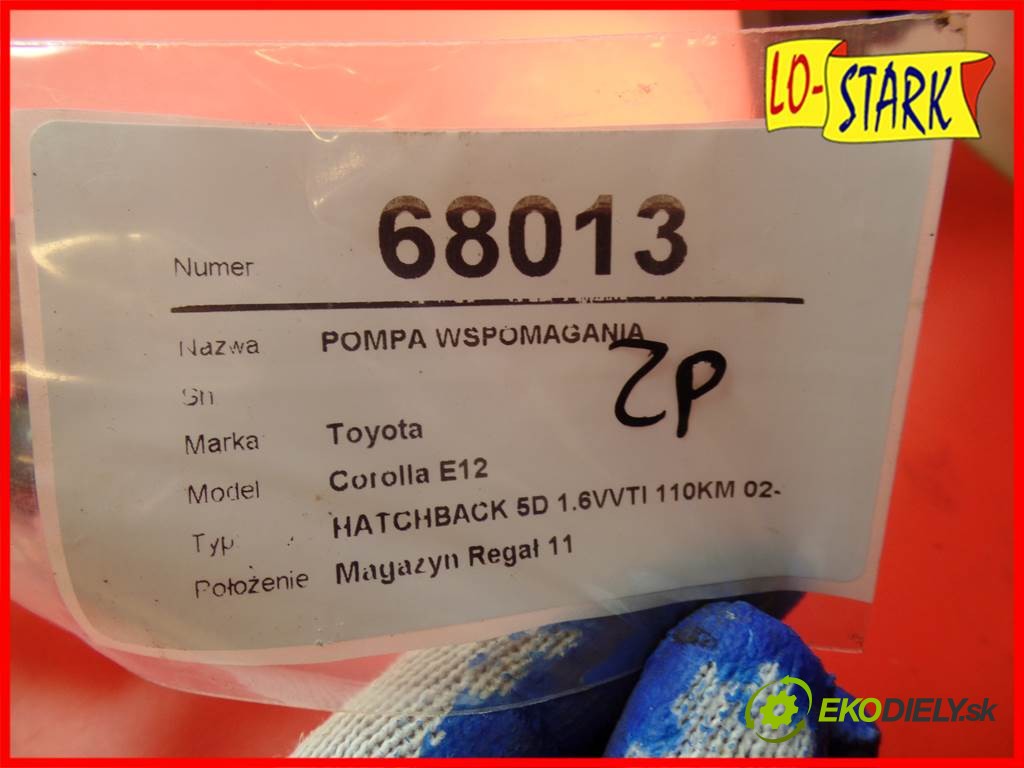 LO-STARK
Numer 68013
Nazwa POMPA WSPOMAGANIA
Sn
ZP
Marka Toyota
Model Corolla E12
Typ HATCHBACK 5D 1.6VVTI 110KM 02-
Położenie Magazyn Regał 11
EKODIELY.sk